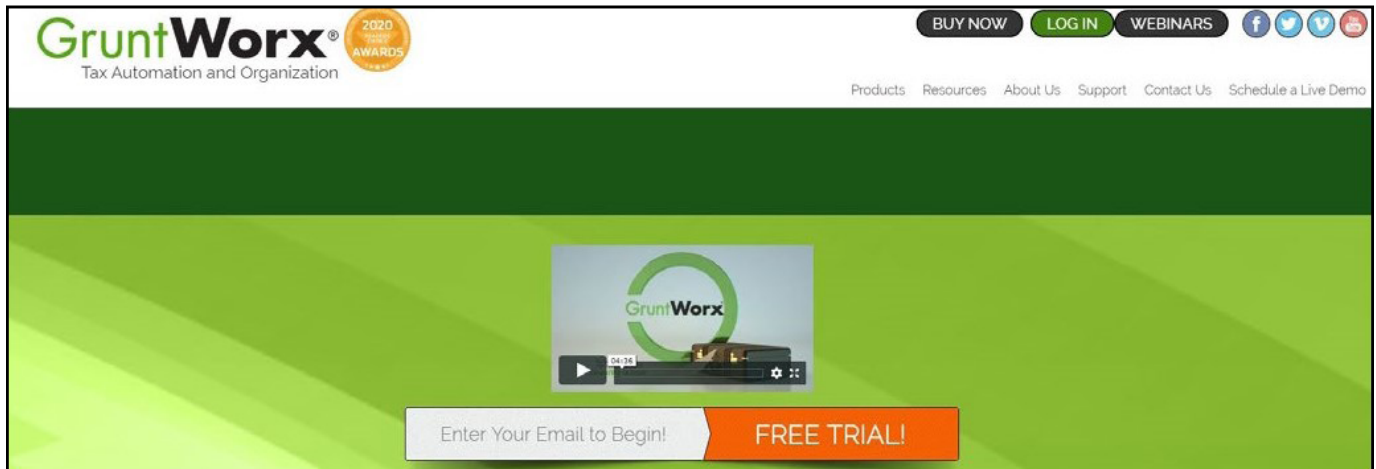 GruntWorx®
Tax Automation and Organization
2020
AWARDS
BUY NOW
LOG IN
WEBINARS
Products
Resources
About Us
Support
Contact Us
Schedule a Live Demo
GruntWorx
04:36
Enter Your Email to Begin!
FREE TRIAL!